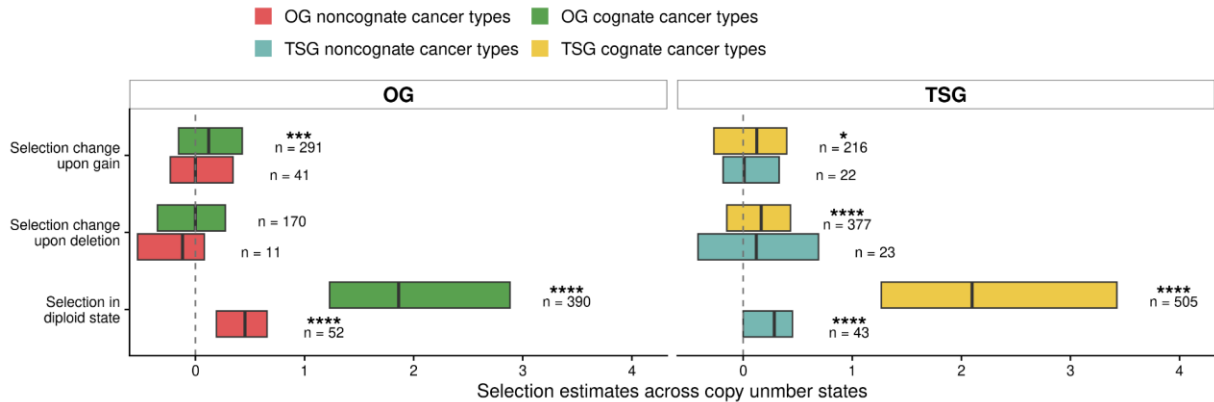 OG noncognate cancer types
OG cognate cancer types
TSG noncognate cancer types
TSG cognate cancer types
OG
TSG
Selection change
upon gain
***
n = 291
n = 41
*
n = 216
n = 22
Selection change
upon deletion
n = 170
n = 11
****
n = 377
n = 23
Selection in
diploid state
****
n = 390
****
n = 52
****
n = 505
****
n = 43
0 1 2 3 4
0 1 2 3 4
Selection estimates across copy unmber states